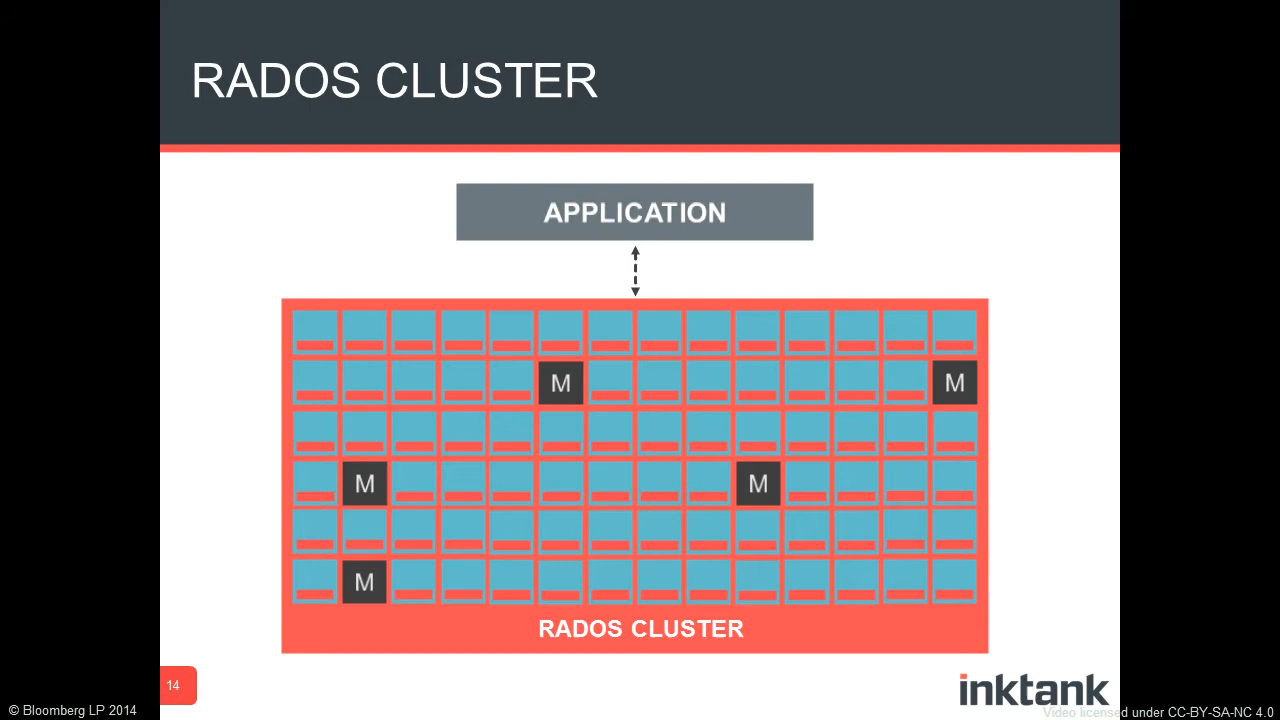 RADOS CLUSTER
APPLICATION
M
M
M
M
M
RADOS CLUSTER
14
inktank
© Bloomberg LP 2014
Video licensed under CC-BY-SA-NC 4.0